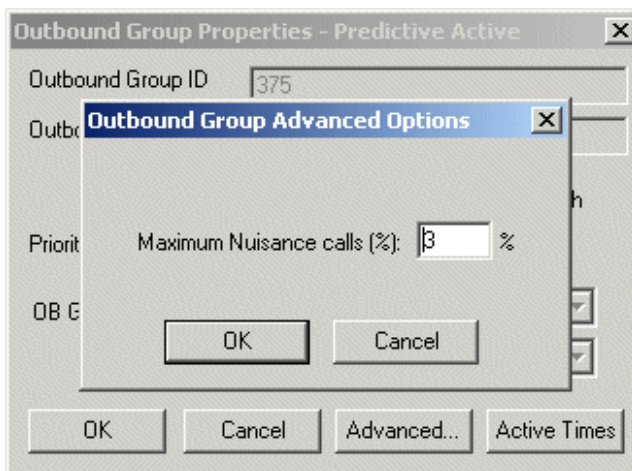 Outbound Group Properties - Predictive Active
Outbound Group ID 375
Outbound Group Advanced Options
Maximum Nuisance calls (%): 3 %
Priorit
OB G
OK Cancel
OK Cancel Advanced... Active Times